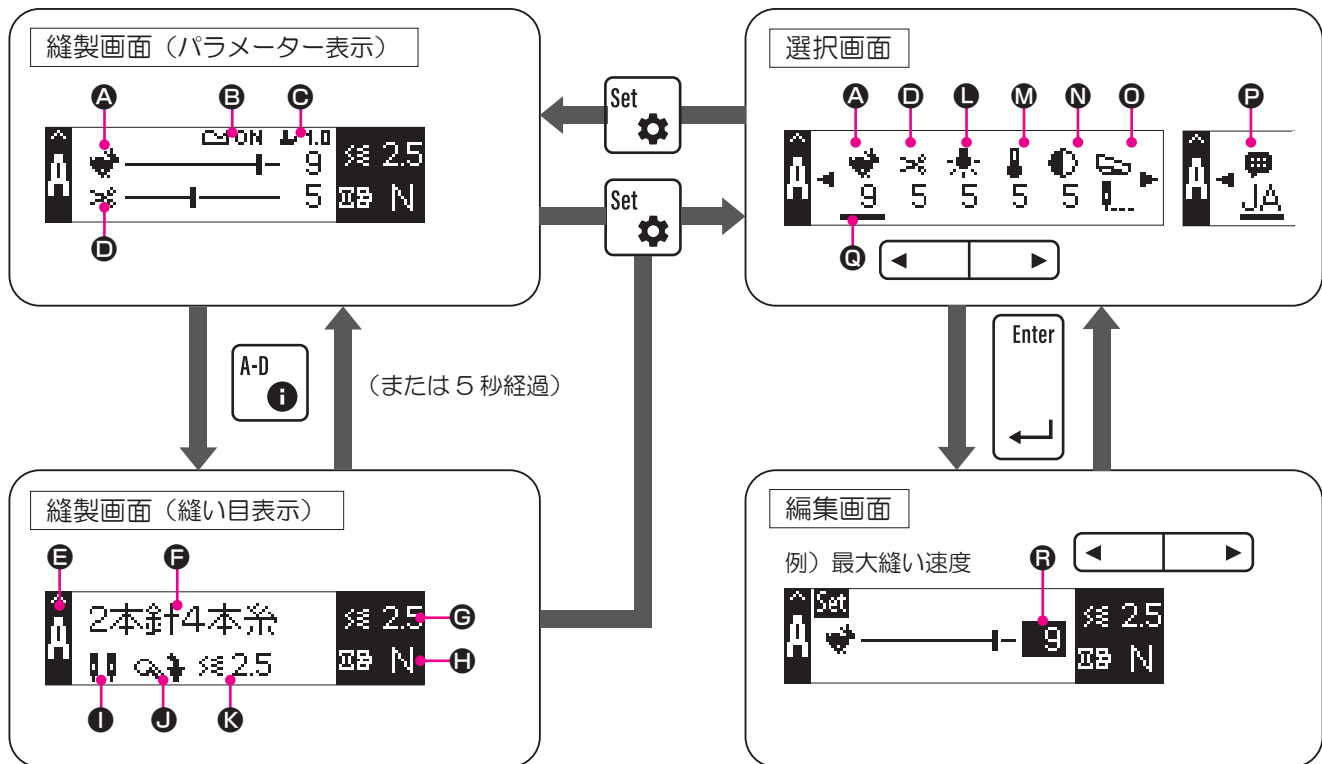 縫製画面（パラメーター表示）
A B C
ON 1.0
9 2.5
5 N
D
Set
Set
選択画面
A D L M N O P
9 5 5 5 5 JA
Q
◀ ▶
A-D
i
（または５秒経過）
Enter
縫製画面（縫い目表示）
E F
2本針4本糸 2.5 G
2.5 N H
I J K
編集画面
例）最大縫い速度 R
◀ ▶
Set 2.5
9 N